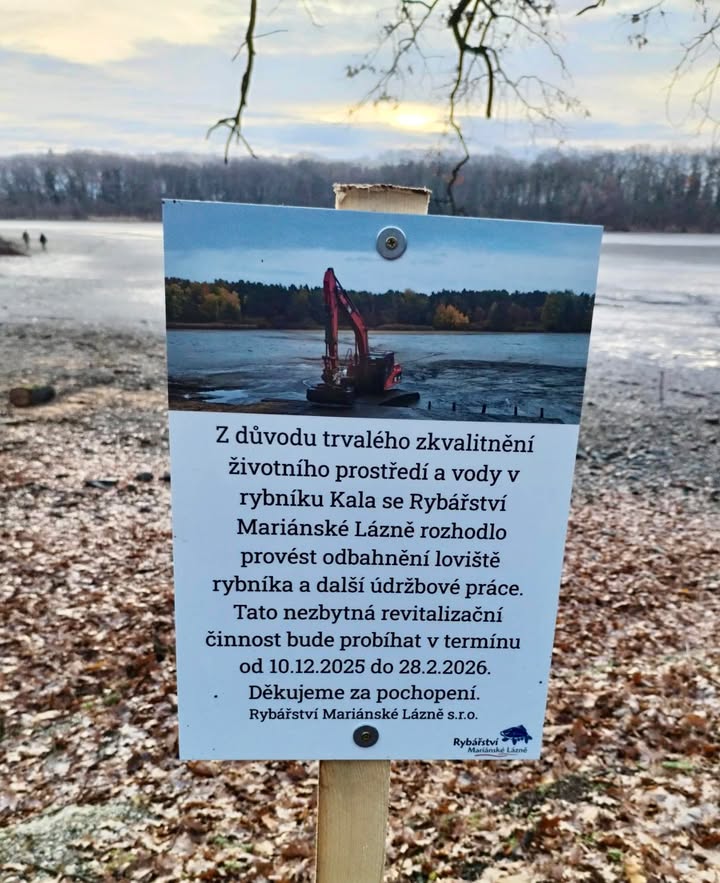 Z důvodu trvalého zkvalitnění
životního prostředí a vody v
rybníku Kala se Rybářství
Mariánské Lázně rozhodlo
provést odbahnění loviště
rybníka a další údržbové práce.
Tato nezbytná revitalizační
činnost bude probíhat v termínu
od 10.12.2025 do 28.2.2026.
Děkujeme za pochopení.
Rybářství Mariánské Lázně s.r.o.
Rybářství
Mariánské Lázně